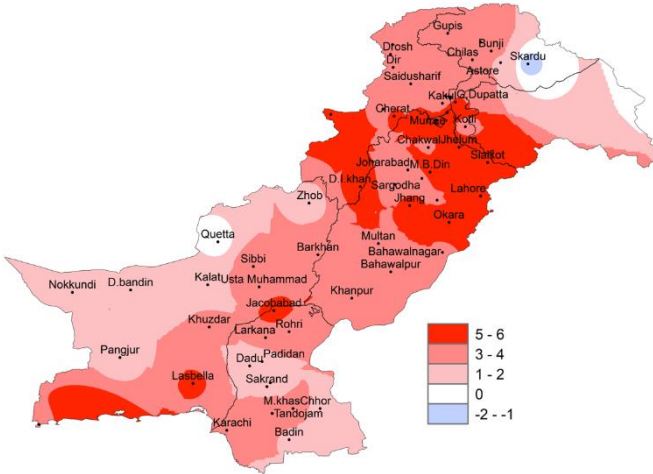 Gupis
Drosh
Bunji
Dir
Chilas
Skardu
Astore
Saidusharif
Kakul
G.Dupatta
Cherat
Murree
Kotli
Chakwal
Jhelum
Sialkot
Joharabad
M.B.Din
D.I.khan
Sargodha
Lahore
Zhob
Jhang
Okara
Quetta
Multan
Barkhan
Bahawalnagar
Sibbi
Bahawalpur
Nokkundi
D.bandin
Kalat
Usta Muhammad
Khanpur
Jacobabad
Khuzdar
Rohri
Larkana
Pangjur
Padidan
Dadu
Lasbella
Sakrand
M.khas
Chhor
Tandojam
Karachi
Badin
5 - 6
3 - 4
1 - 2
0
-2 - -1